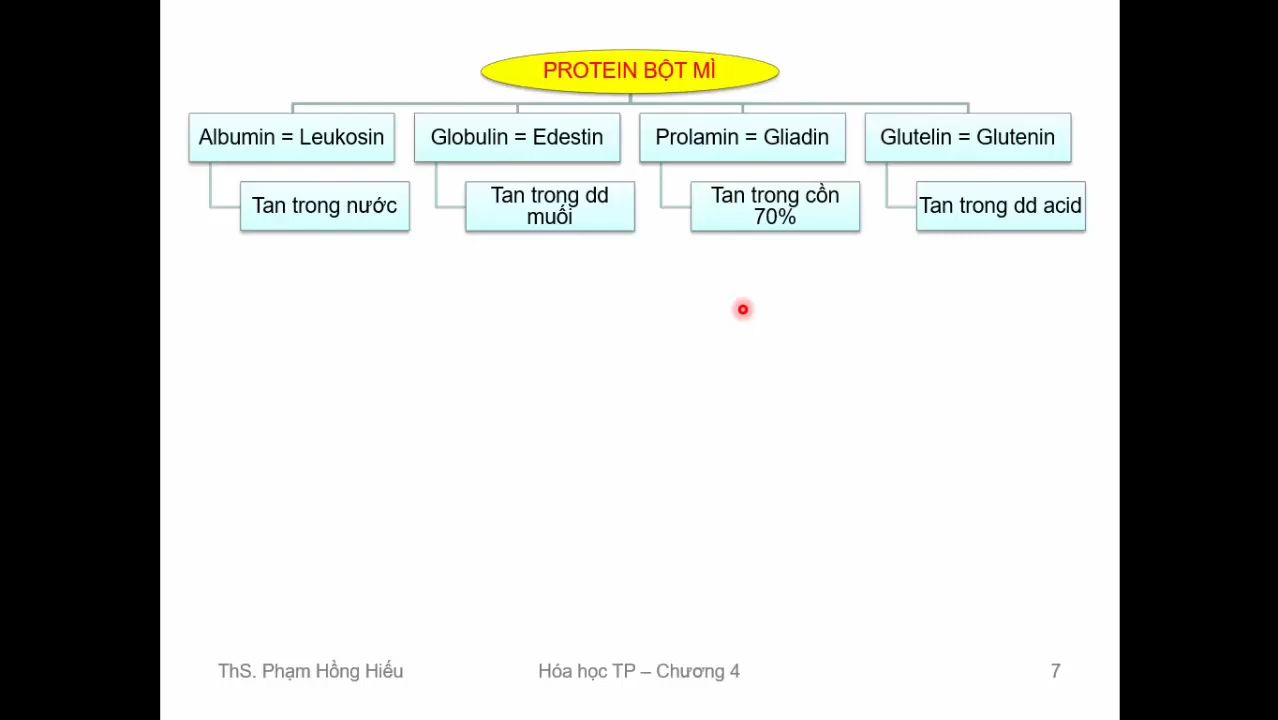 PROTEIN BỘT MÌ
Albumin = Leukosin
Globulin = Edestin
Prolamin = Gliadin
Glutelin = Glutenin
Tan trong nước
Tan trong dd
muối
Tan trong cồn
70%
Tan trong dd acid
ThS. Phạm Hồng Hiếu
Hóa học TP – Chương 4
7